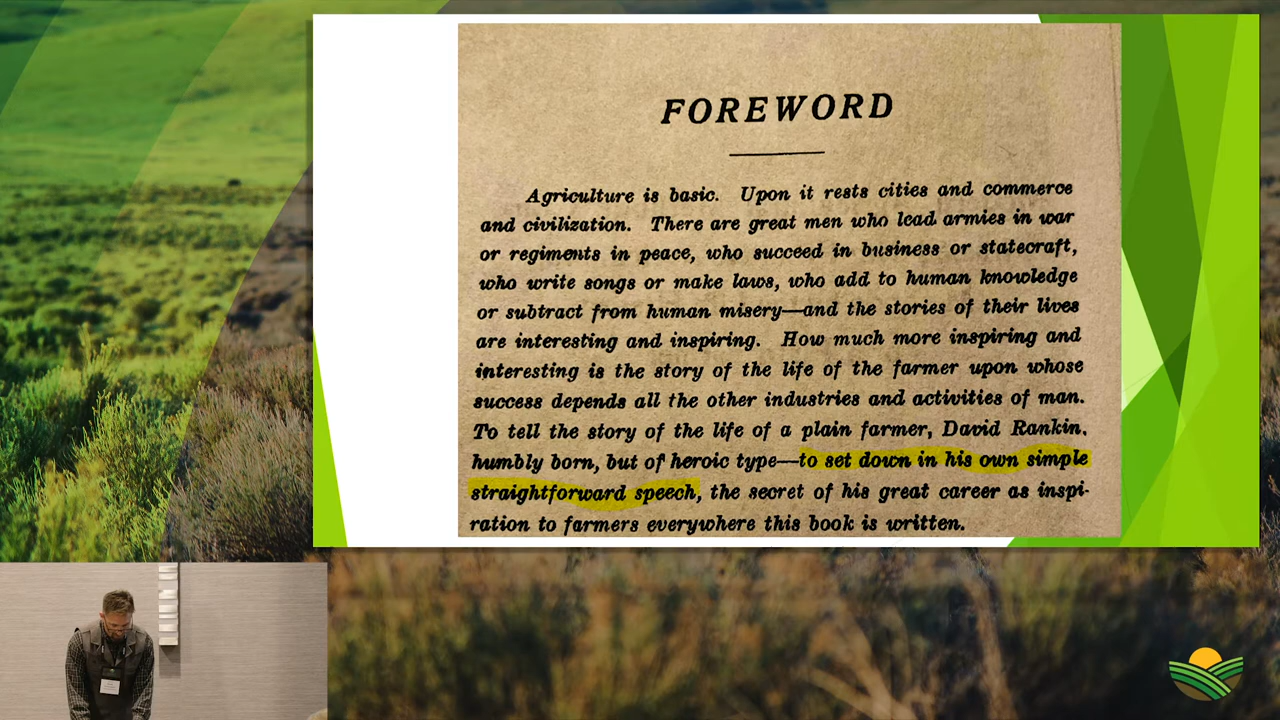 FOREWORD
Agriculture is basic. Upon it rests cities and commerce
and civilization. There are great men who lead armies in war
or regiments in peace, who succeed in business or statecraft,
who write songs or make laws, who add to human knowledge
or subtract from human misery—and the stories of their lives
are interesting and inspiring. How much more inspiring and
interesting is the story of the life of the farmer upon whose
success depends all the other industries and activities of man.
To tell the story of the life of a plain farmer, David Rankin,
humbly born, but of heroic type—to set down in his own simple
straightforward speech, the secret of his great career as inspi-
ration to farmers everywhere this book is written.